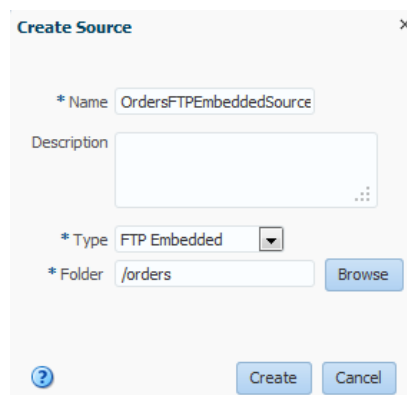 Create Source
* Name OrdersFTPEmbeddedSource
Description
* Type FTP Embedded
* Folder /orders Browse
? Create Cancel